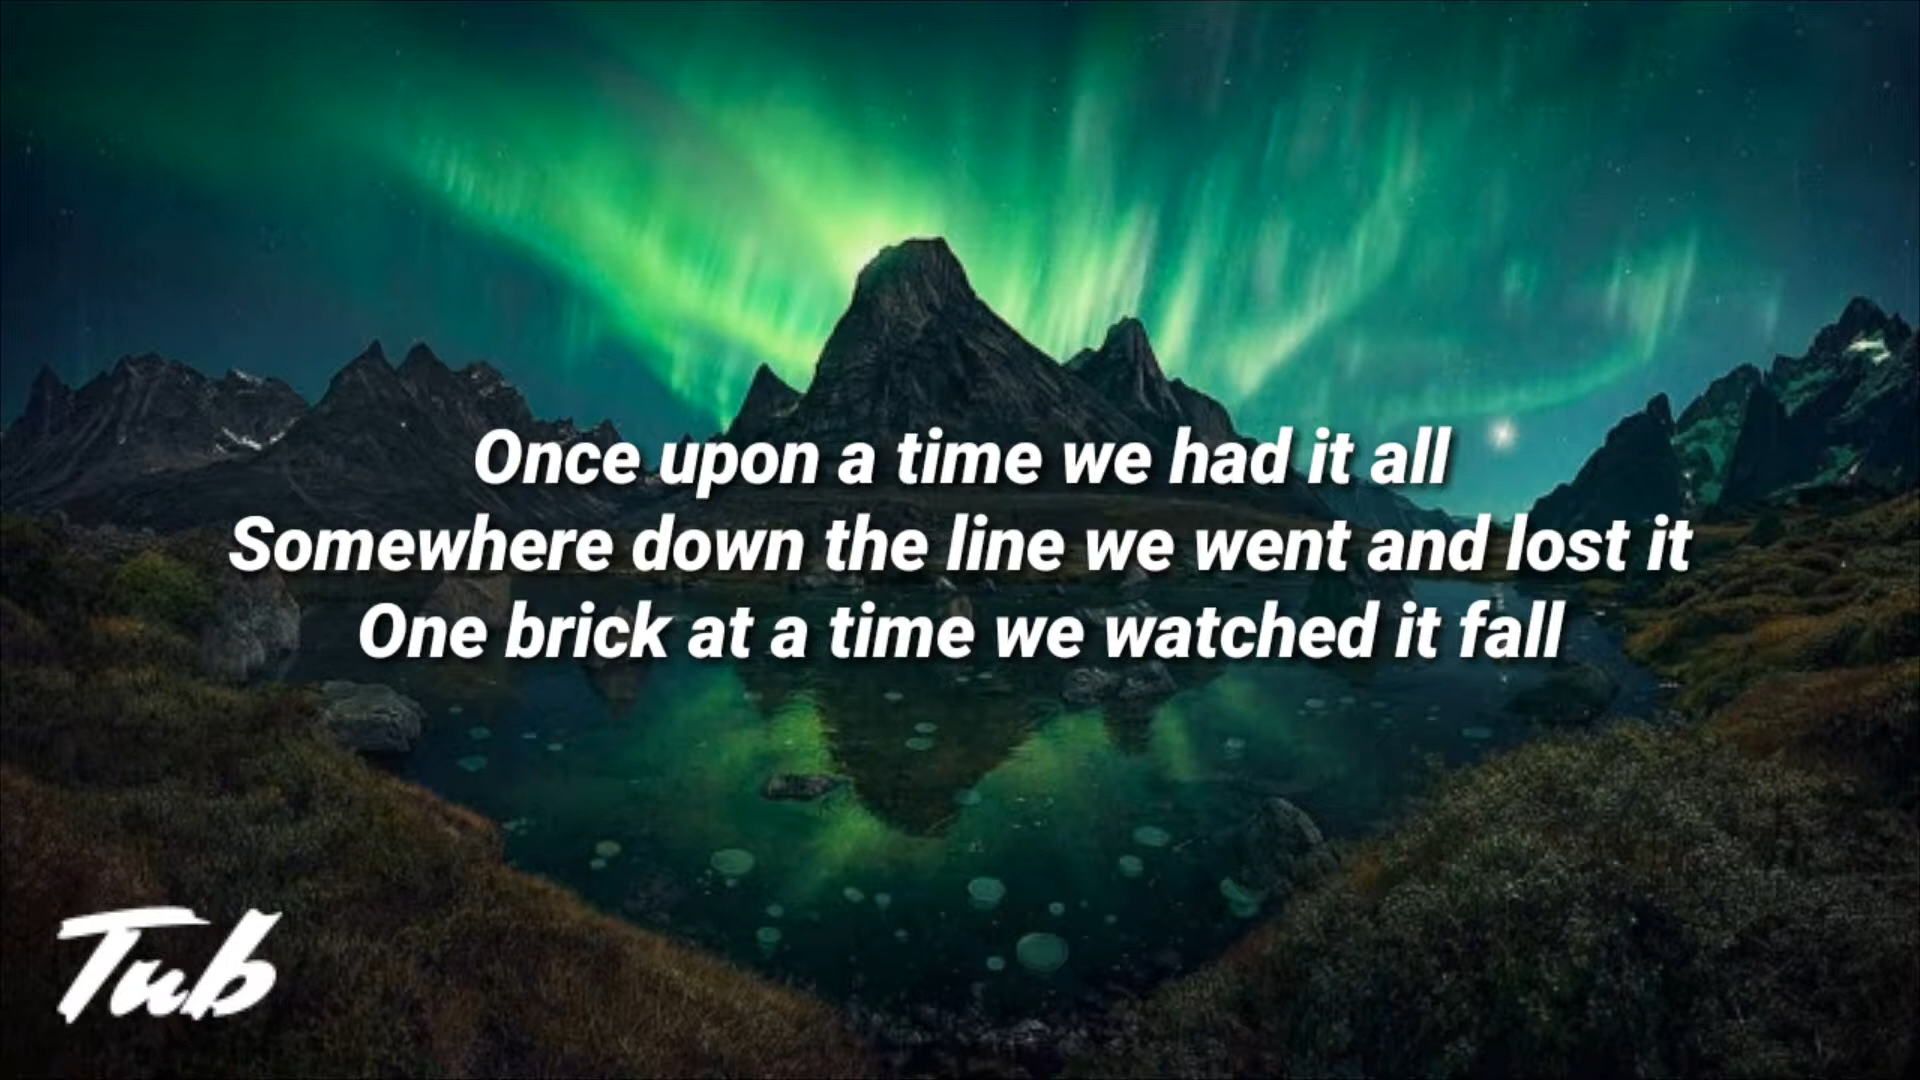 Once upon a time we had it all
Somewhere down the line we went and lost it
One brick at a time we watched it fall
Tub